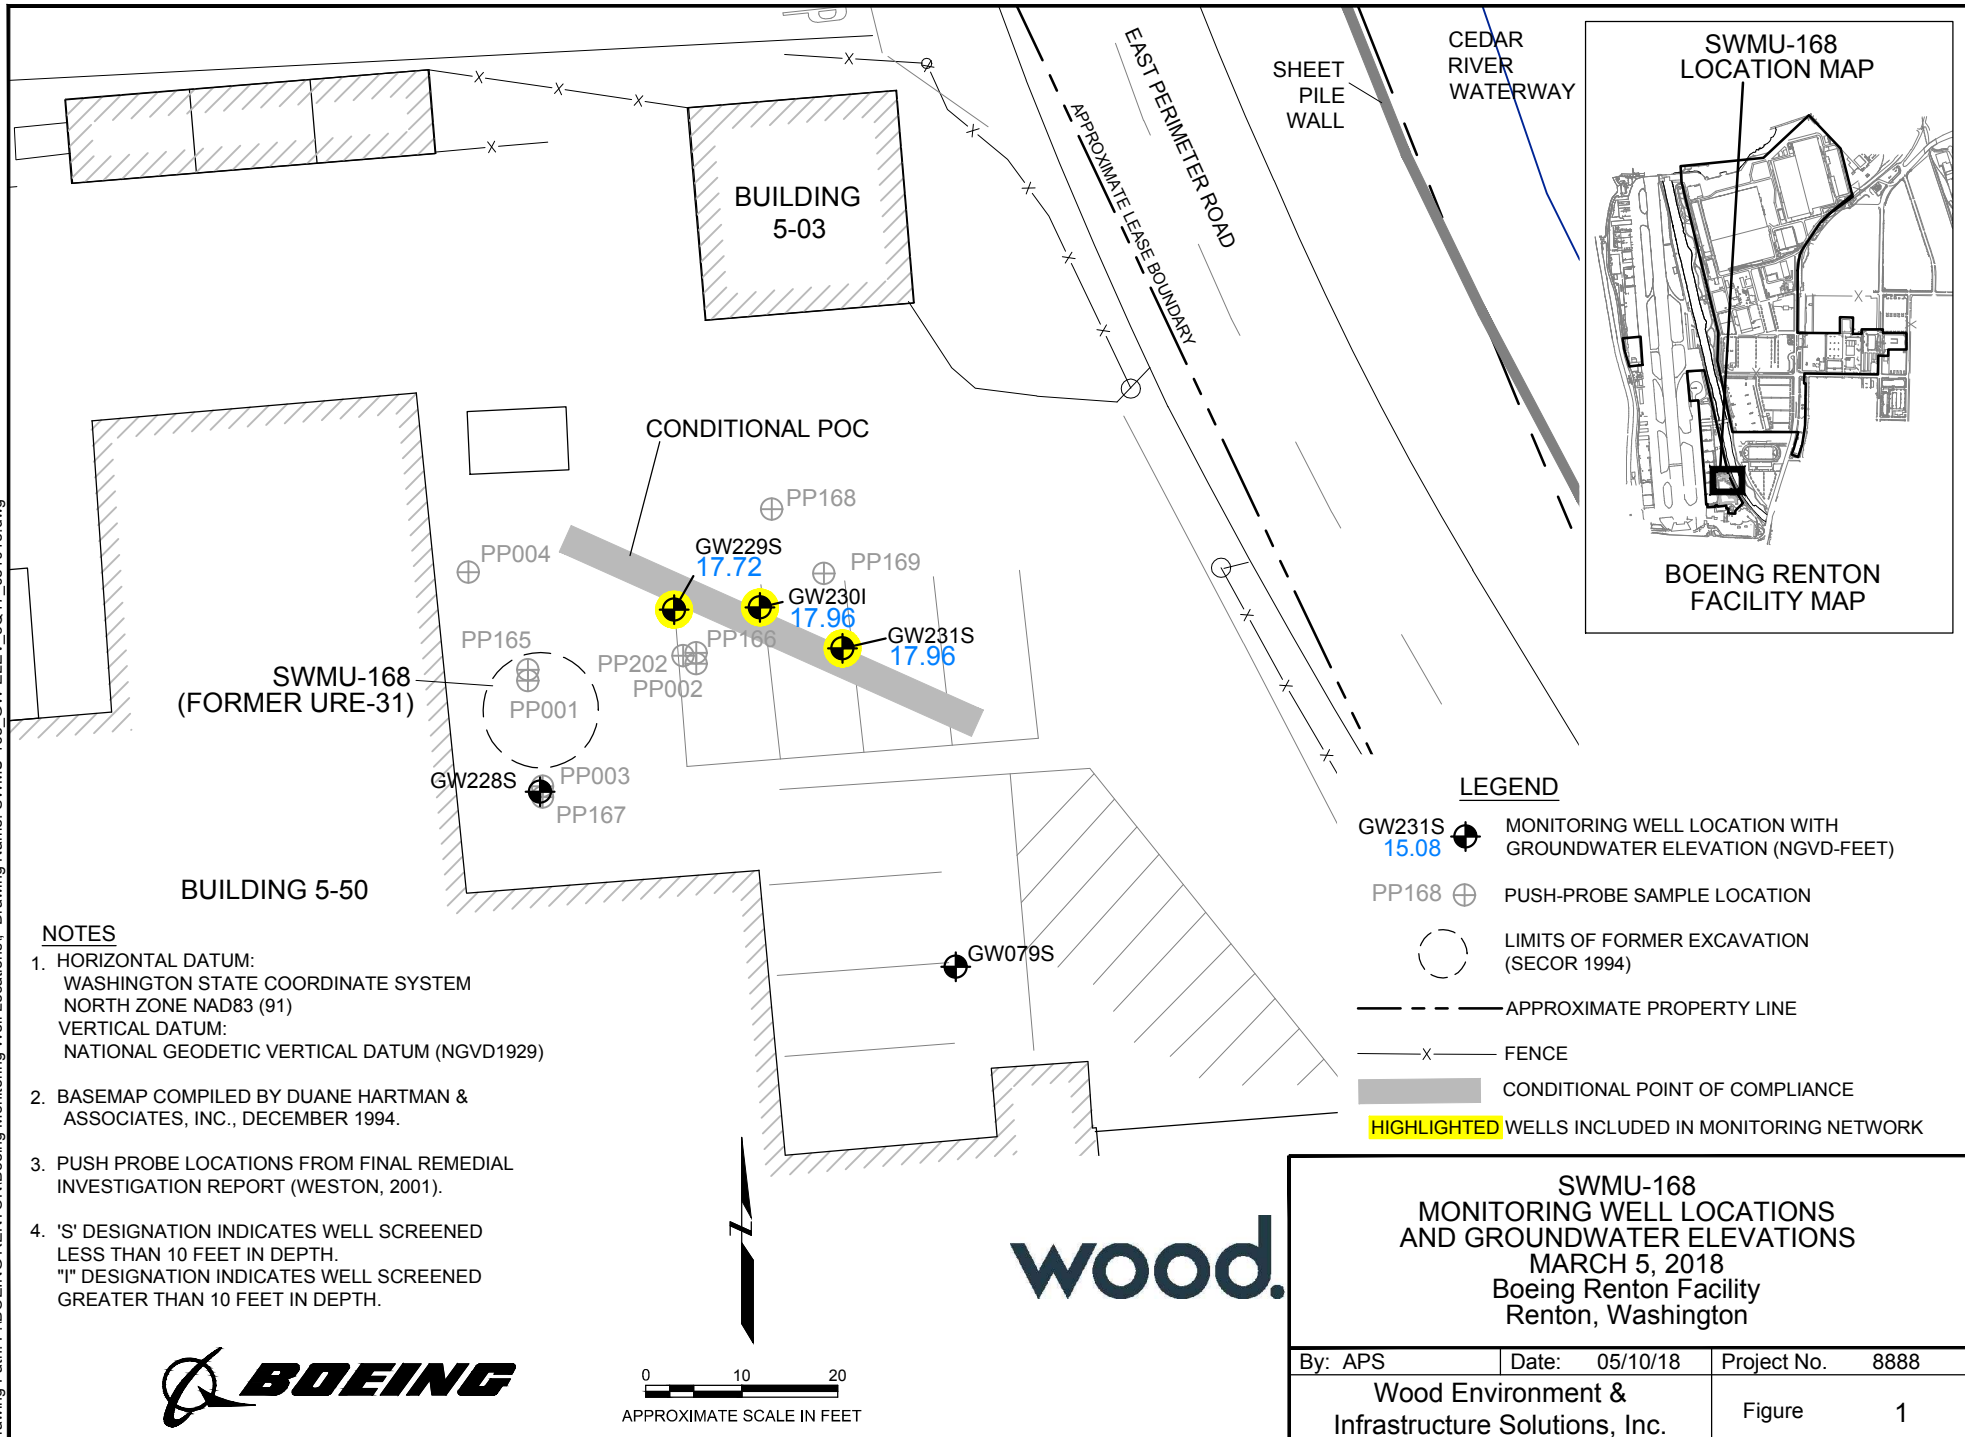 EAST PERIMETER ROAD
APPROXIMATE LEASE BOUNDARY
SHEET
PILE
WALL
CEDAR
RIVER
WATERWAY
SWMU-168
LOCATION MAP
BOEING RENTON
FACILITY MAP
BUILDING
5-03
CONDITIONAL POC
PP168
GW229S
17.72
PP004
PP169
GW230I
17.96
GW231S
17.96
PP165
PP166
PP202
PP002
SWMU-168
(FORMER URE-31)
PP001
GW228S
PP003
PP167
BUILDING 5-50
GW079S
LEGEND
GW231S
15.08
MONITORING WELL LOCATION WITH
GROUNDWATER ELEVATION (NGVD-FEET)
PP168
PUSH-PROBE SAMPLE LOCATION
LIMITS OF FORMER EXCAVATION
(SECOR 1994)
APPROXIMATE PROPERTY LINE
X
FENCE
CONDITIONAL POINT OF COMPLIANCE
HIGHLIGHTED WELLS INCLUDED IN MONITORING NETWORK
NOTES
1. HORIZONTAL DATUM:
WASHINGTON STATE COORDINATE SYSTEM
NORTH ZONE NAD83 (91)
VERTICAL DATUM:
NATIONAL GEODETIC VERTICAL DATUM (NGVD1929)
2. BASEMAP COMPILED BY DUANE HARTMAN &
ASSOCIATES, INC., DECEMBER 1994.
3. PUSH PROBE LOCATIONS FROM FINAL REMEDIAL
INVESTIGATION REPORT (WESTON, 2001).
4. 'S' DESIGNATION INDICATES WELL SCREENED
LESS THAN 10 FEET IN DEPTH.
"I" DESIGNATION INDICATES WELL SCREENED
GREATER THAN 10 FEET IN DEPTH.
BOEING
Z
0 10 20
APPROXIMATE SCALE IN FEET
wood.
SWMU-168
MONITORING WELL LOCATIONS
AND GROUNDWATER ELEVATIONS
MARCH 5, 2018
Boeing Renton Facility
Renton, Washington
By: APS
Date: 05/10/18
Project No. 8888
Wood Environment &
Infrastructure Solutions, Inc.
Figure 1